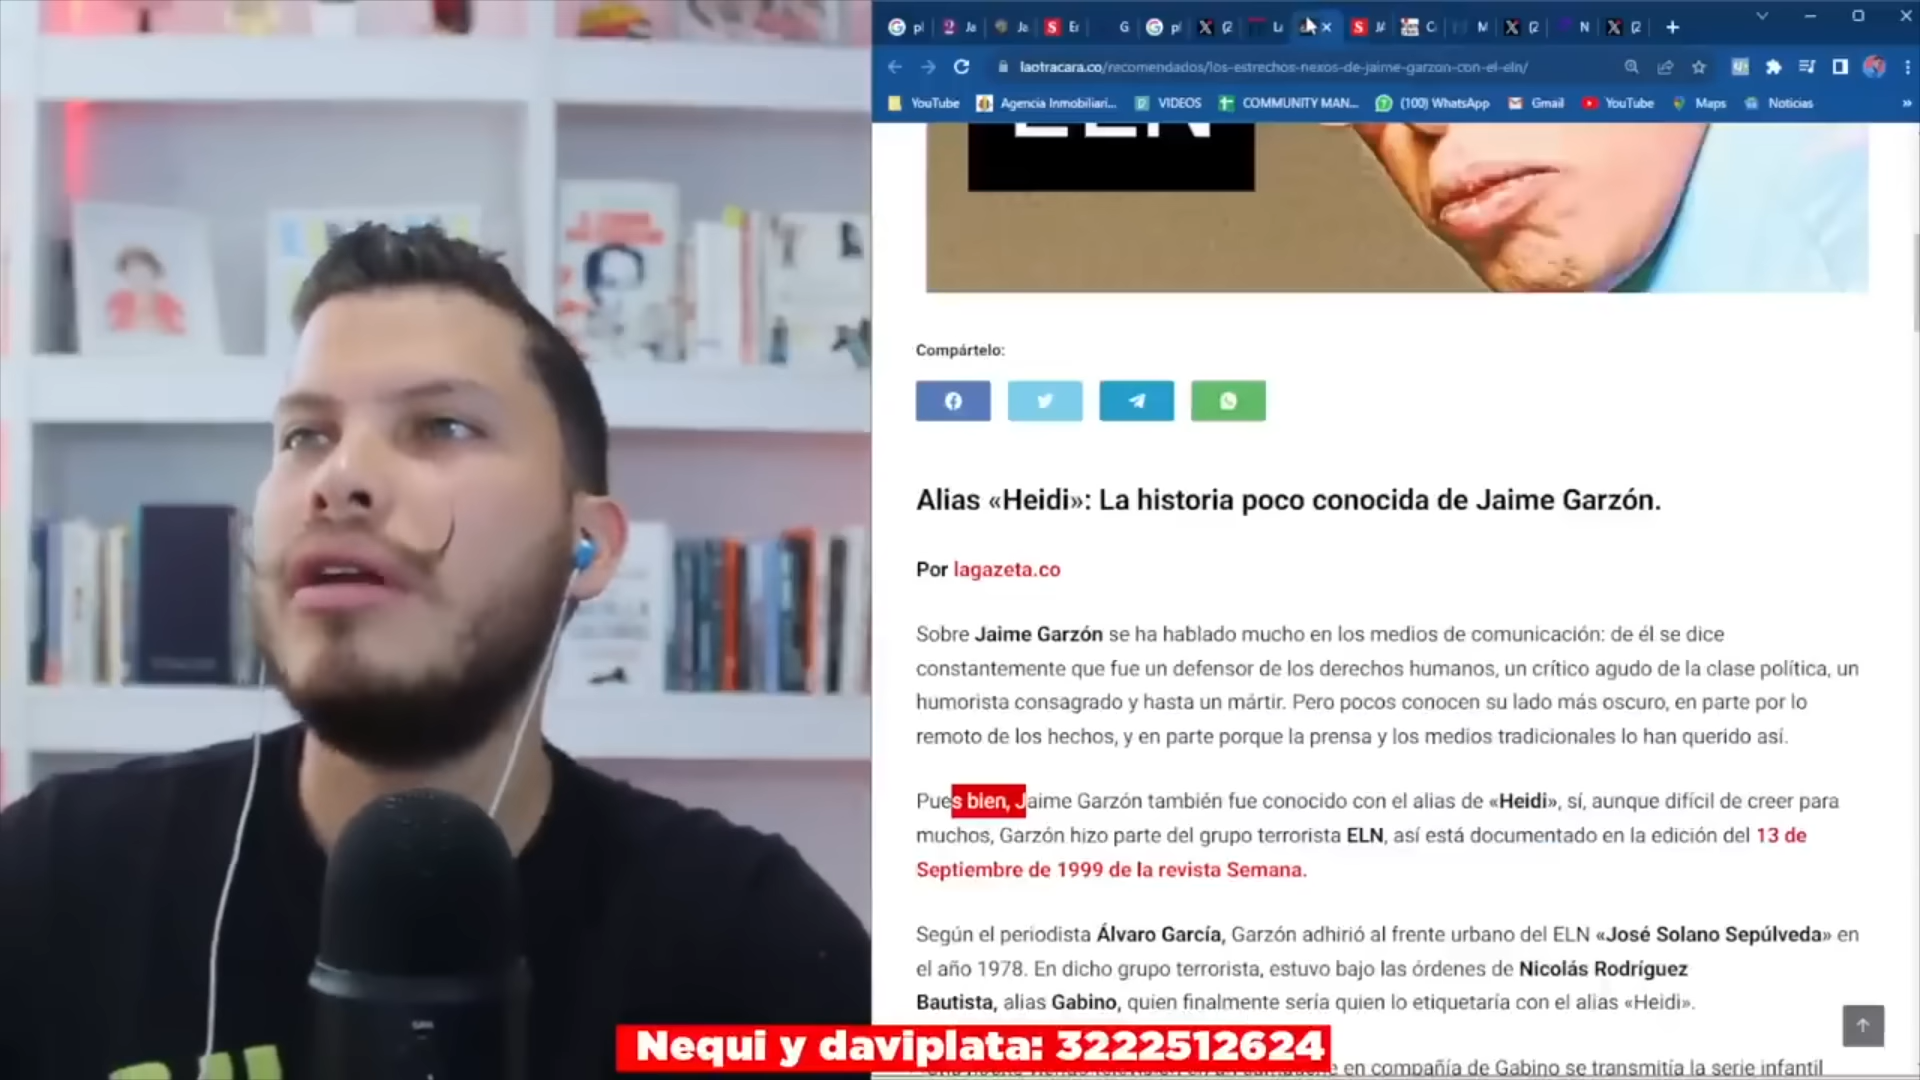 laotracara.co/recomendados/los-estrechos-nexos-de-jaime-garzon-con-el-eln/
YouTube
Agencia Inmobiliari...
VIDEOS
COMMUNITY MAN...
(100) WhatsApp
Gmail
YouTube
Maps
Noticias
»
ELN
Compártelo:
Alias «Heidi»: La historia poco conocida de Jaime Garzón.
Por lagazeta.co
Sobre Jaime Garzón se ha hablado mucho en los medios de comunicación: de él se dice
constantemente que fue un defensor de los derechos humanos, un crítico agudo de la clase política, un
humorista consagrado y hasta un mártir. Pero pocos conocen su lado más oscuro, en parte por lo
remoto de los hechos, y en parte porque la prensa y los medios tradicionales lo han querido así.
Pues bien, Jaime Garzón también fue conocido con el alias de «Heidi», sí, aunque difícil de creer para
muchos, Garzón hizo parte del grupo terrorista ELN, así está documentado en la edición del 13 de
Septiembre de 1999 de la revista Semana.
Según el periodista Álvaro García, Garzón adhirió al frente urbano del ELN «José Solano Sepúlveda» en
el año 1978. En dicho grupo terrorista, estuvo bajo las órdenes de Nicolás Rodríguez
Bautista, alias Gabino, quien finalmente sería quien lo etiquetaría con el alias «Heidi».
en compañía de Gabino se transmitía la serie infantil
Nequi y daviplata: 3222512624